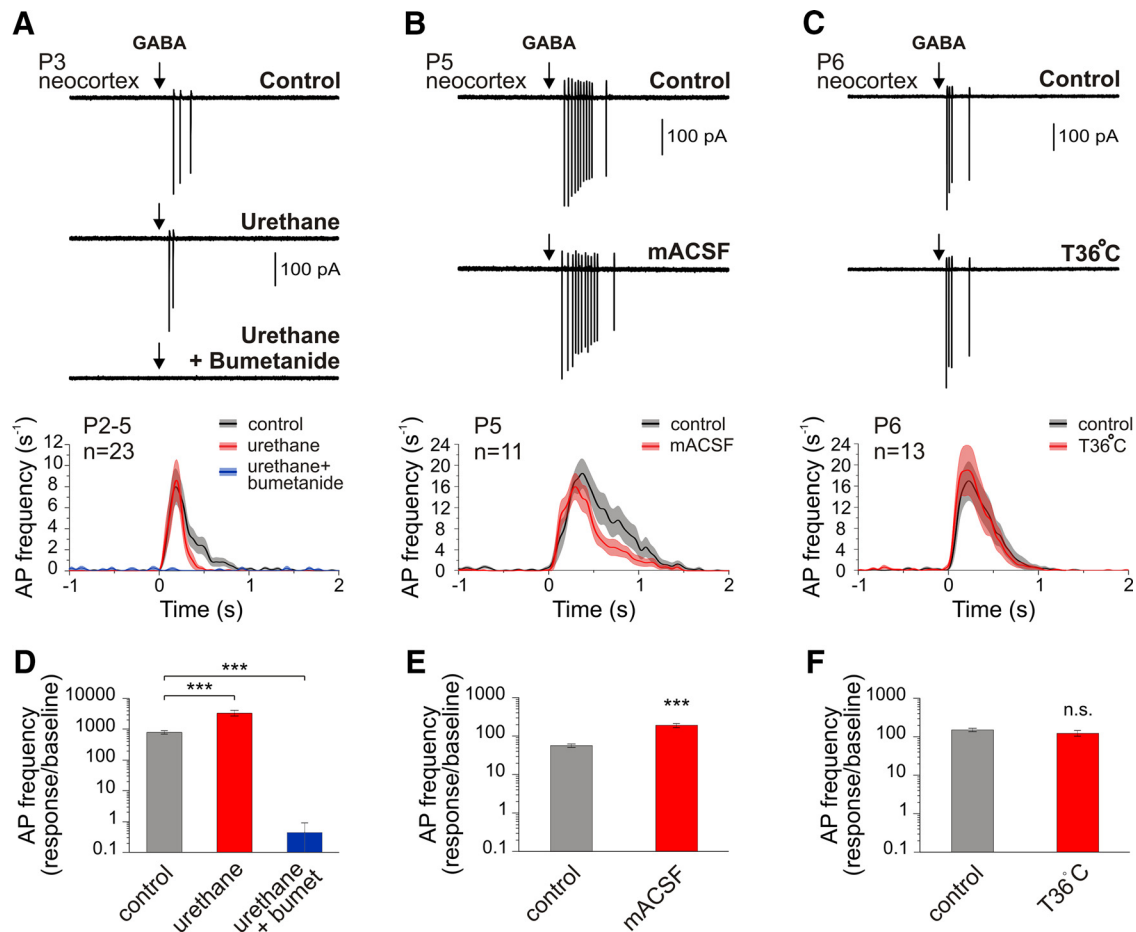 A
GABA
P3
neocortex
Control
Urethane
100 pA
Urethane
+ Bumetanide
AP frequency (s-1)
12
10
8
6
4
2
0
P2-5
n=23
control
urethane
urethane+
bumetanide
-1
0
1
2
Time (s)
B
GABA
P5
neocortex
Control
100 pA
mACSF
AP frequency (s-1)
24
20
16
12
8
4
0
P5
n=11
control
mACSF
-1
0
1
2
Time (s)
C
GABA
P6
neocortex
Control
100 pA
T36°C
AP frequency (s-1)
24
20
16
12
8
4
0
P6
n=13
control
T36°C
-1
0
1
2
Time (s)
D
AP frequency
(response/baseline)
10000
1000
100
10
1
0.1
***
***
control
urethane
urethane
+ bumet
E
AP frequency
(response/baseline)
1000
100
10
1
0.1
***
control
mACSF
F
AP frequency
(response/baseline)
1000
100
10
1
0.1
n.s.
control
T36°C